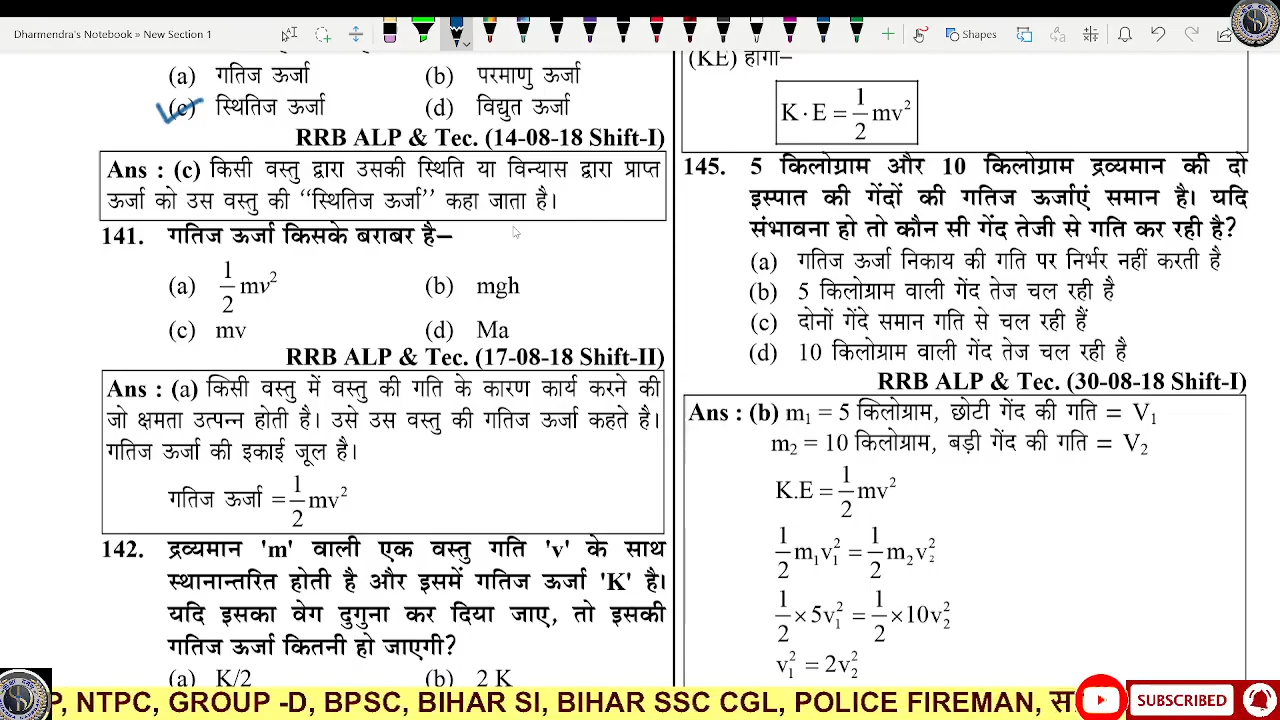 Dharmendra's Notebook » New Section 1
Shapes
(a) गतिज ऊर्जा (b) परमाणु ऊर्जा
(c) स्थितिज ऊर्जा (d) विद्युत ऊर्जा
RRB ALP & Tec. (14-08-18 Shift-I)
Ans : (c) किसी वस्तु द्वारा उसकी स्थिति या विन्यास द्वारा प्राप्त
ऊर्जा को उस वस्तु की ‘‘स्थितिज ऊर्जा’’ कहा जाता है।
141. गतिज ऊर्जा किसके बराबर है–
(a) 1/2 mv² (b) mgh
(c) mv (d) Ma
RRB ALP & Tec. (17-08-18 Shift-II)
Ans : (a) किसी वस्तु में वस्तु की गति के कारण कार्य करने की
जो क्षमता उत्पन्न होती है। उसे उस वस्तु की गतिज ऊर्जा कहते है।
गतिज ऊर्जा की इकाई जूल है।
गतिज ऊर्जा = 1/2 mv²
142. द्रव्यमान 'm' वाली एक वस्तु गति 'v' के साथ
स्थानान्तरित होती है और इसमें गतिज ऊर्जा 'K' है।
यदि इसका वेग दुगुना कर दिया जाए, तो इसकी
गतिज ऊर्जा कितनी हो जाएगी?
(a) K/2 (b) 2 K
(KE) होगा–
K · E = 1/2 mv²
145. 5 किलोग्राम और 10 किलोग्राम द्रव्यमान की दो
इस्पात की गेंदों की गतिज ऊर्जाएं समान है। यदि
संभावना हो तो कौन सी गेंद तेजी से गति कर रही है?
(a) गतिज ऊर्जा निकाय की गति पर निर्भर नहीं करती है
(b) 5 किलोग्राम वाली गेंद तेज चल रही है
(c) दोनों गेंदे समान गति से चल रही हैं
(d) 10 किलोग्राम वाली गेंद तेज चल रही है
RRB ALP & Tec. (30-08-18 Shift-I)
Ans : (b) m₁ = 5 किलोग्राम, छोटी गेंद की गति = V₁
m₂ = 10 किलोग्राम, बड़ी गेंद की गति = V₂
K.E = 1/2 mv²
1/2 m₁v₁² = 1/2 m₂v₂²
1/2 × 5v₁² = 1/2 × 10v₂²
v₁² = 2v₂²
P, NTPC, GROUP -D, BPSC, BIHAR SI, BIHAR SSC CGL, POLICE FIREMAN,
SUBSCRIBED